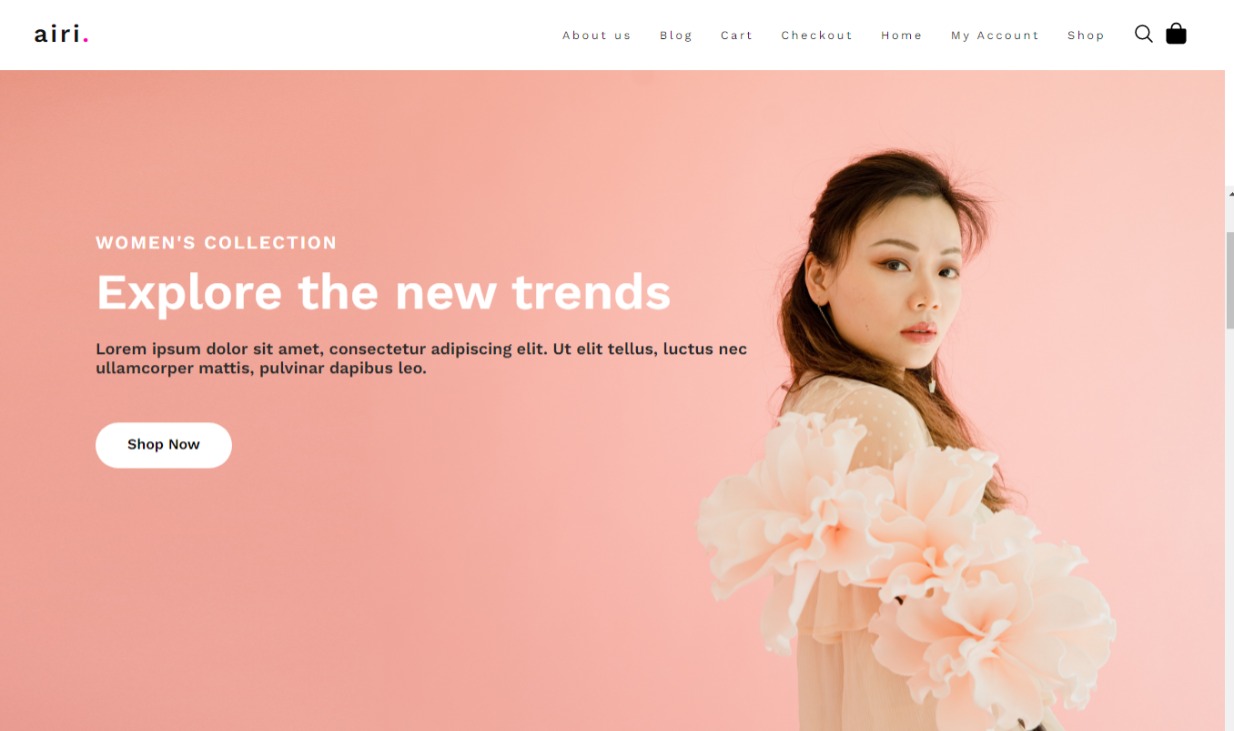 airi.
About us Blog Cart Checkout Home My Account Shop
WOMEN'S COLLECTION
Explore the new trends
Lorem ipsum dolor sit amet, consectetur adipiscing elit. Ut elit tellus, luctus nec
ullamcorper mattis, pulvinar dapibus leo.
Shop Now